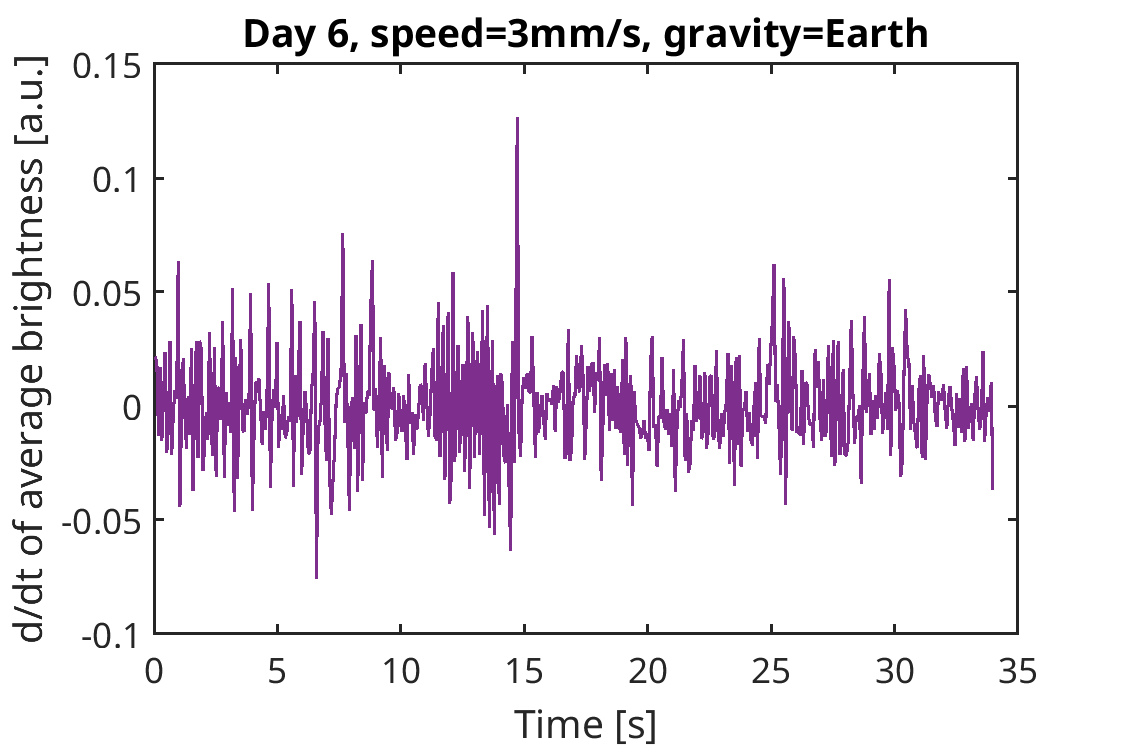 Day 6, speed=3mm/s, gravity=Earth
d/dt of average brightness [a.u.]
0.15
0.1
0.05
0
-0.05
-0.1
0 5 10 15 20 25 30 35
Time [s]